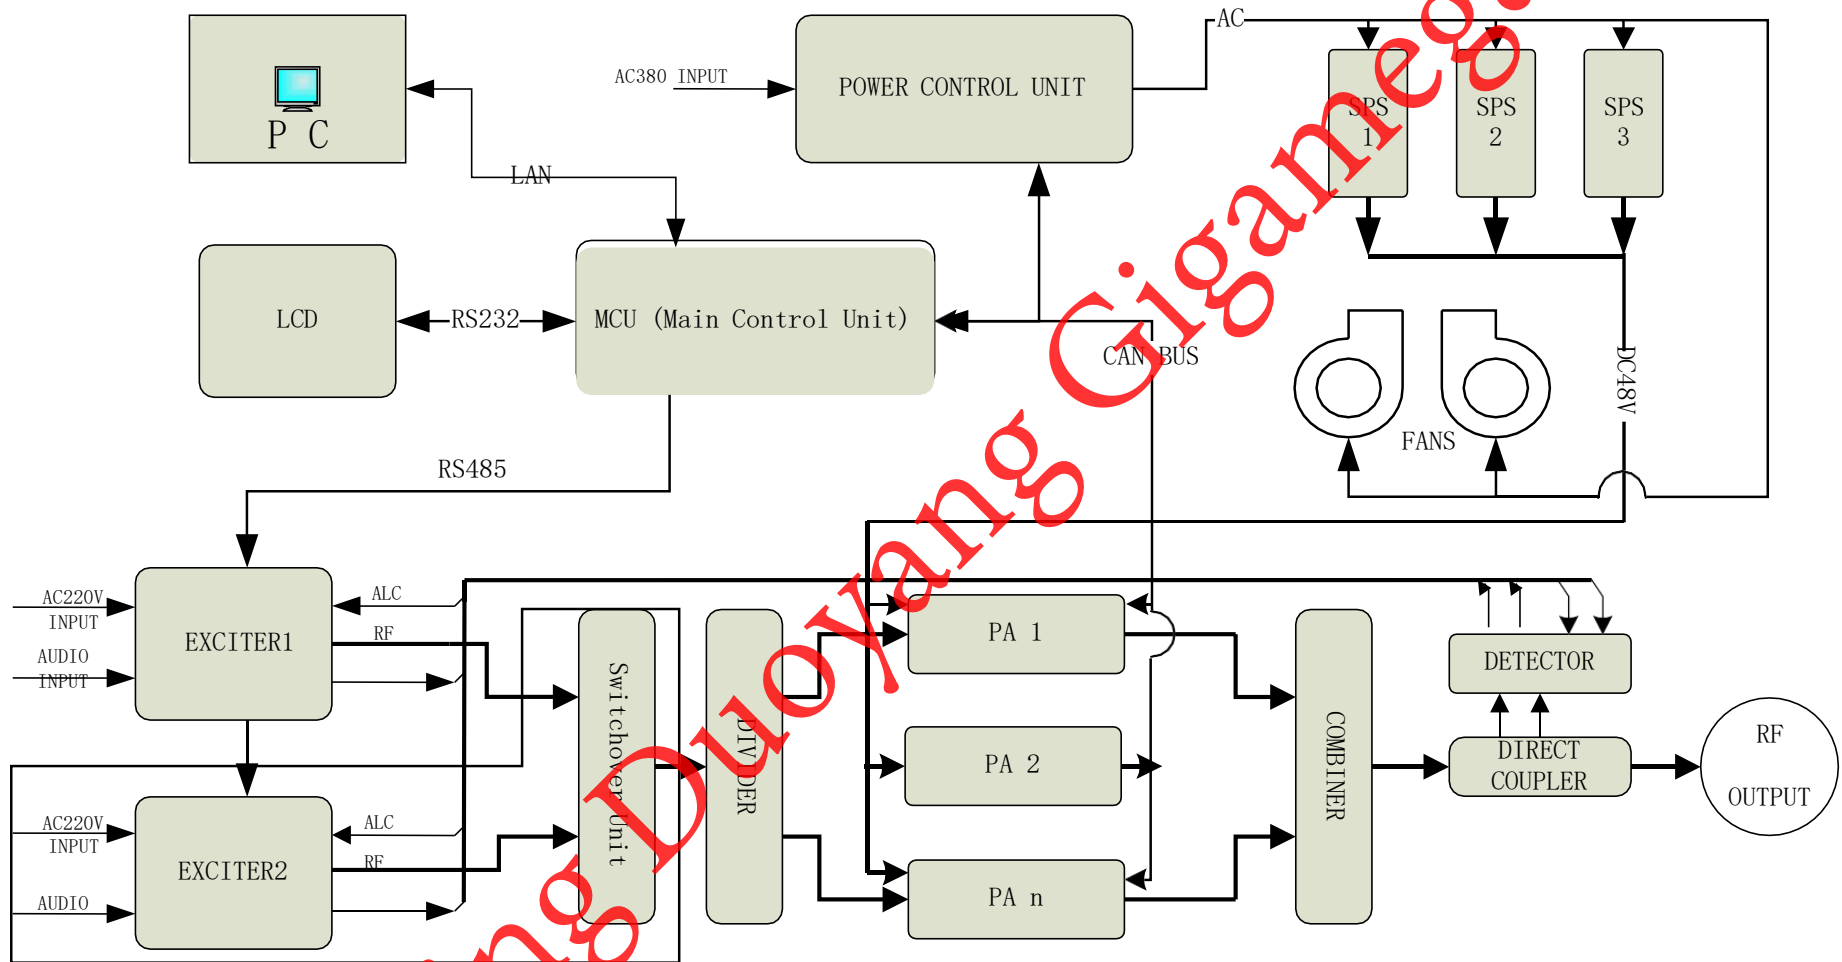 AC
AC380 INPUT
POWER CONTROL UNIT
SPS
1
SPS
2
SPS
3
P C
LAN
LCD
RS232
MCU (Main Control Unit)
CAN BUS
DC48V
FANS
RS485
AC220V
INPUT
AUDIO
INPUT
EXCITER1
ALC
RF
Switchover Unit
DIVIDER
PA 1
PA 2
PA n
COMBINER
DETECTOR
DIRECT
COUPLER
RF
OUTPUT
AC220V
INPUT
AUDIO
EXCITER2
ALC
RF
Duoyang Gigamega